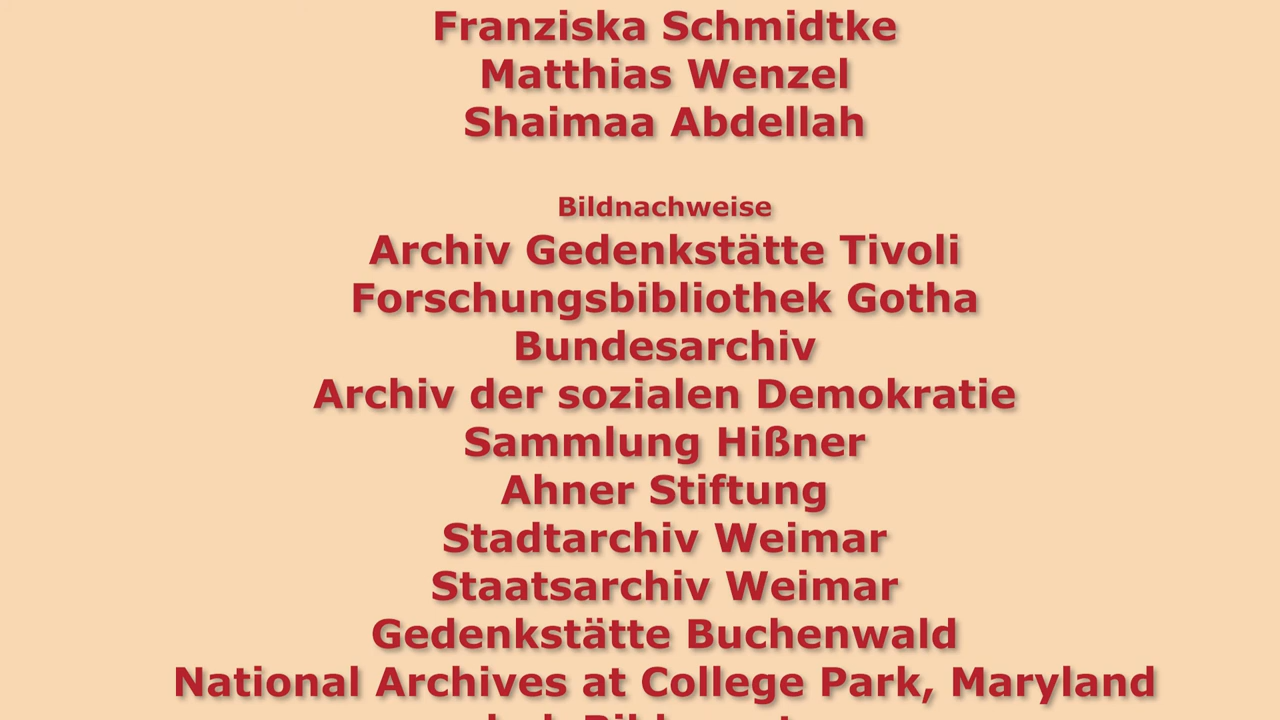 Franziska Schmidtke
Matthias Wenzel
Shaimaa Abdellah
Bildnachweise
Archiv Gedenkstätte Tivoli
Forschungsbibliothek Gotha
Bundesarchiv
Archiv der sozialen Demokratie
Sammlung Hißner
Ahner Stiftung
Stadtarchiv Weimar
Staatsarchiv Weimar
Gedenkstätte Buchenwald
National Archives at College Park, Maryland